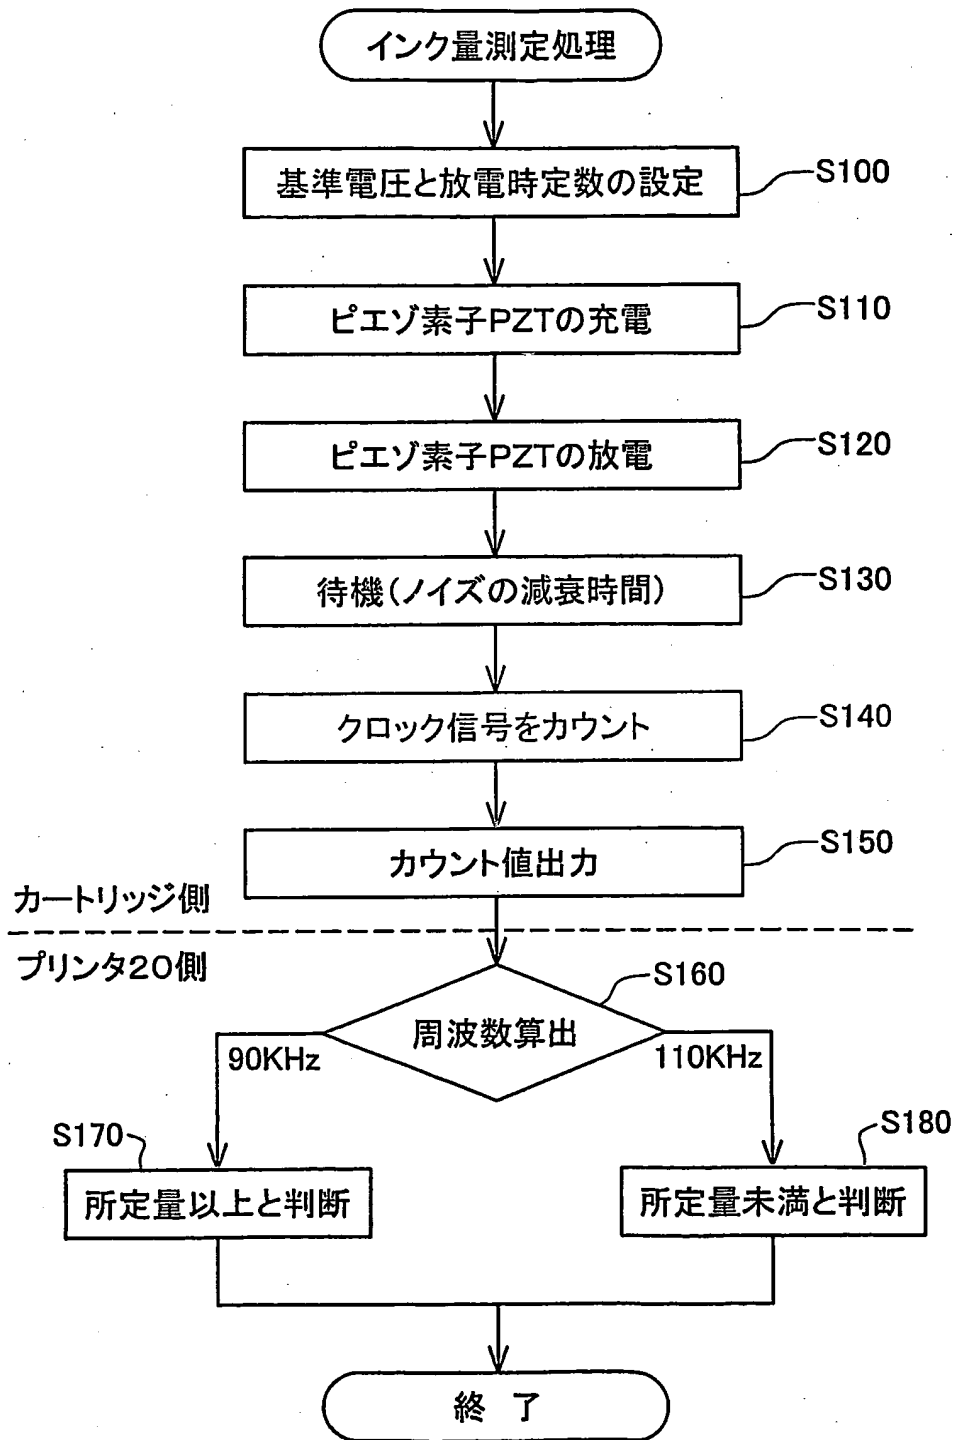 インク量測定処理
基準電圧と放電時定数の設定
S100
ピエゾ素子PZTの充電
S110
ピエゾ素子PZTの放電
S120
待機(ノイズの減衰時間)
S130
クロック信号をカウント
S140
カウント値出力
S150
カートリッジ側
プリンタ20側
S160
周波数算出
90KHz
110KHz
S170
S180
所定量以上と判断
所定量未満と判断
終 了